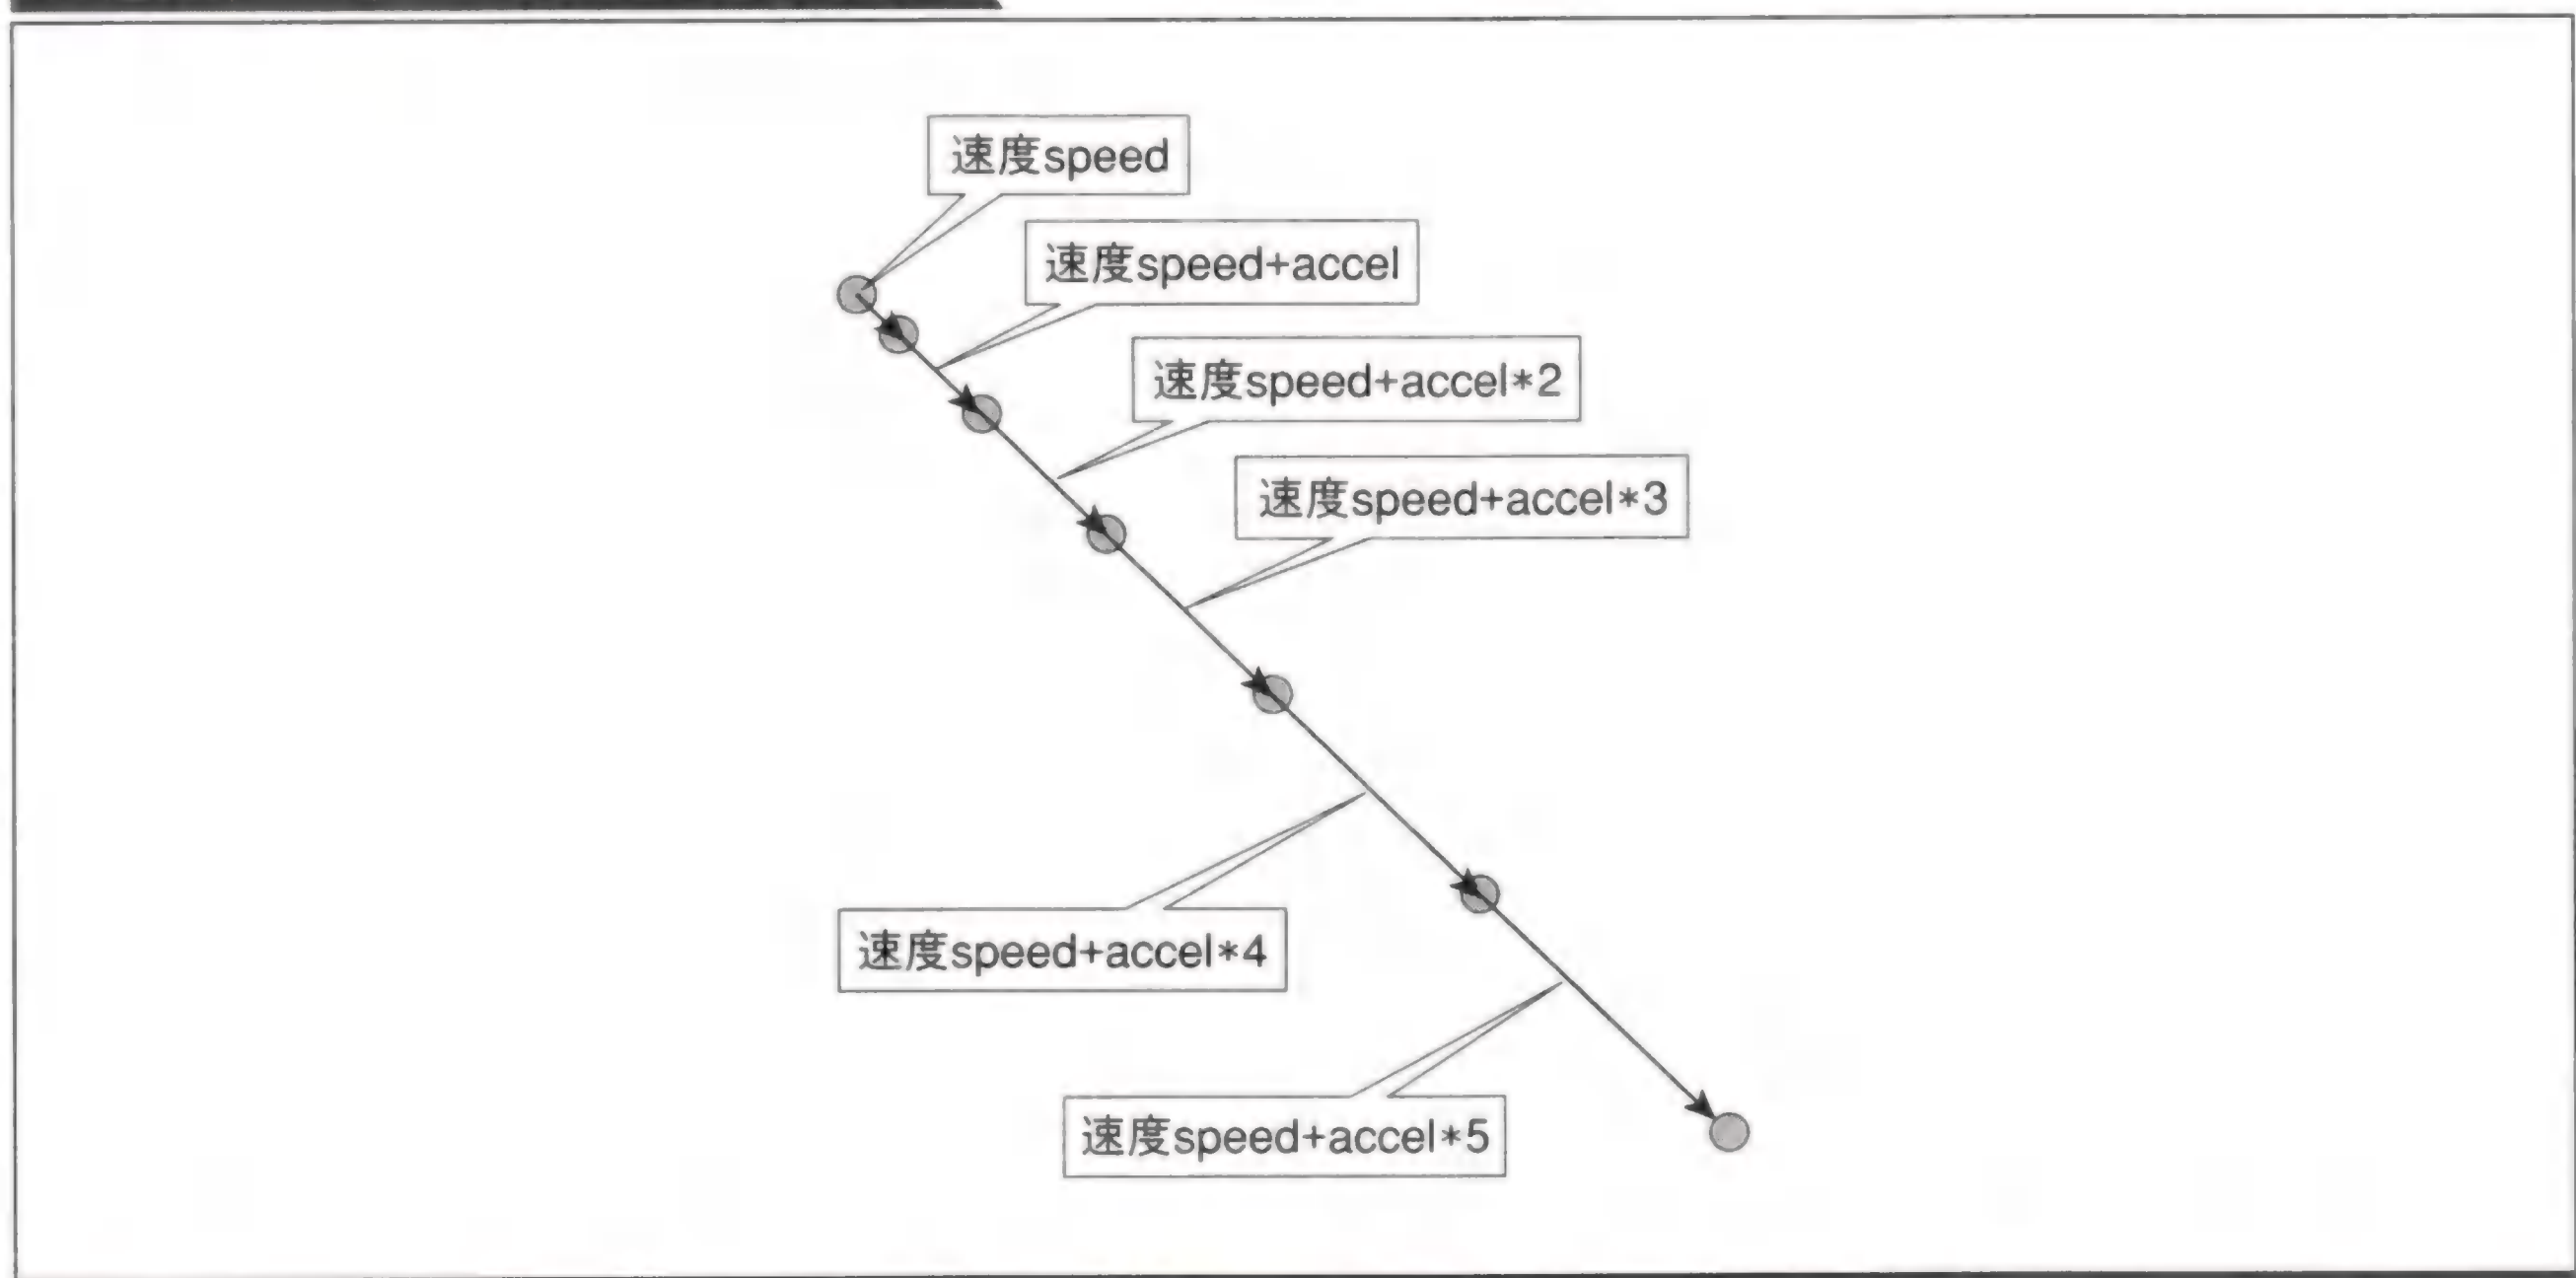 速度speed
速度speed+accel
速度speed+accel*2
速度speed+accel*3
速度speed+accel*4
速度speed+accel*5